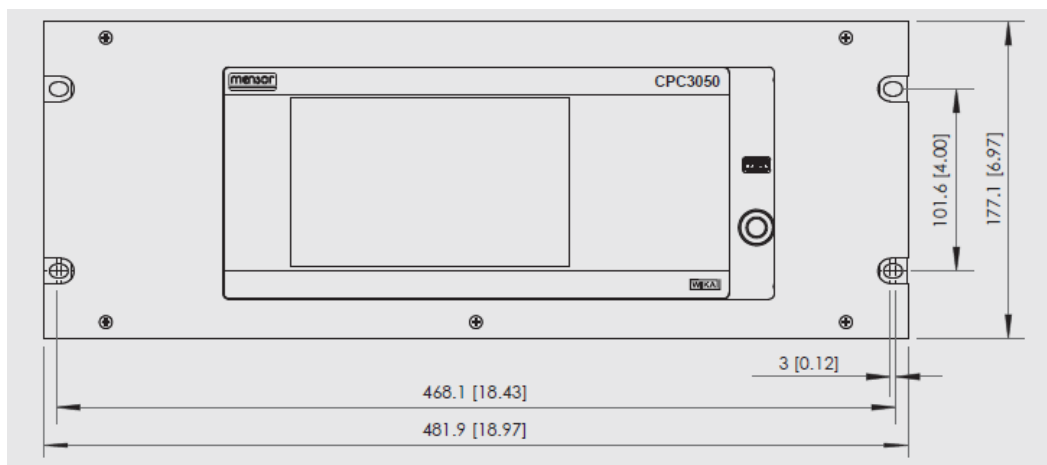 mensor
CPC3050
101.6 [4.00]
177.1 [6.97]
WIKAI
3 [0.12]
468.1 [18.43]
481.9 [18.97]